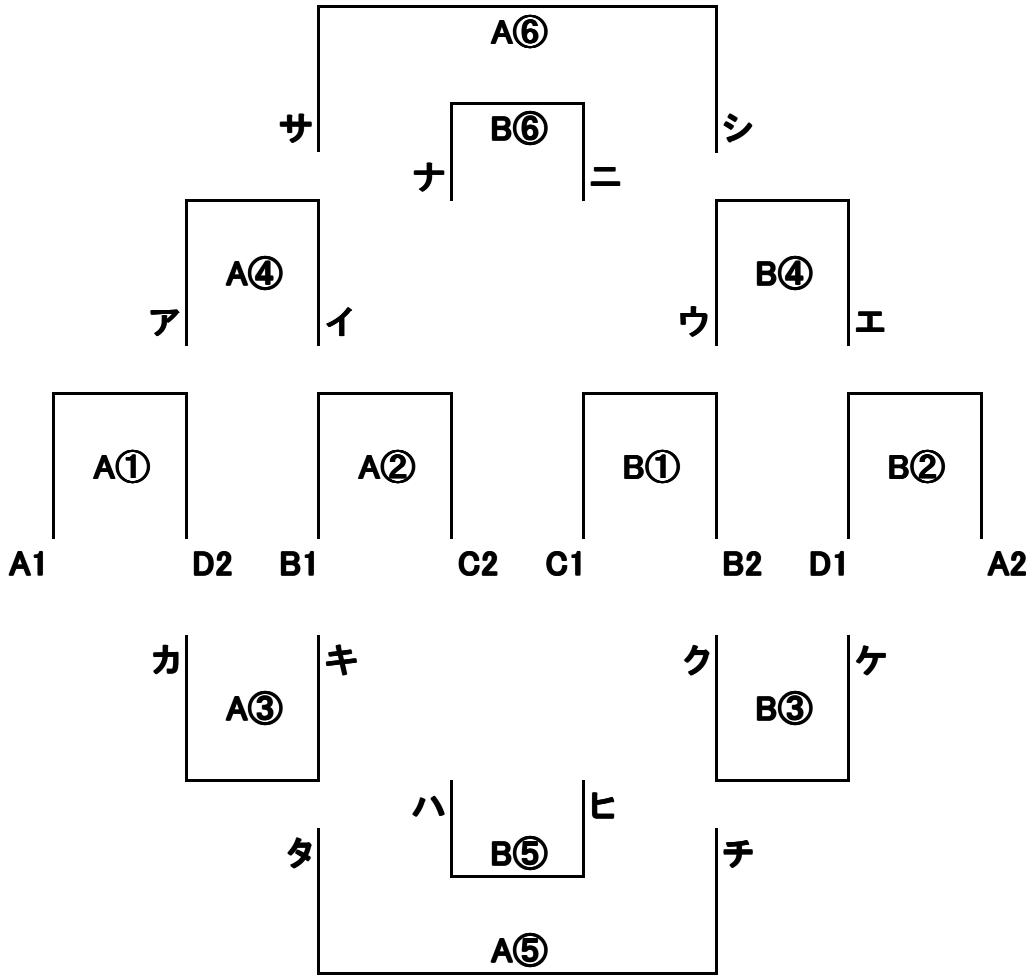 A⑥
サ B⑥ シ
ナ ニ
A④ B④
ア イ ウ エ
A① A② B① B②
A1 D2 B1 C2 C1 B2 D1 A2
カ キ ク ケ
A③ B③
ハ ヒ
タ B⑤ チ
A⑤